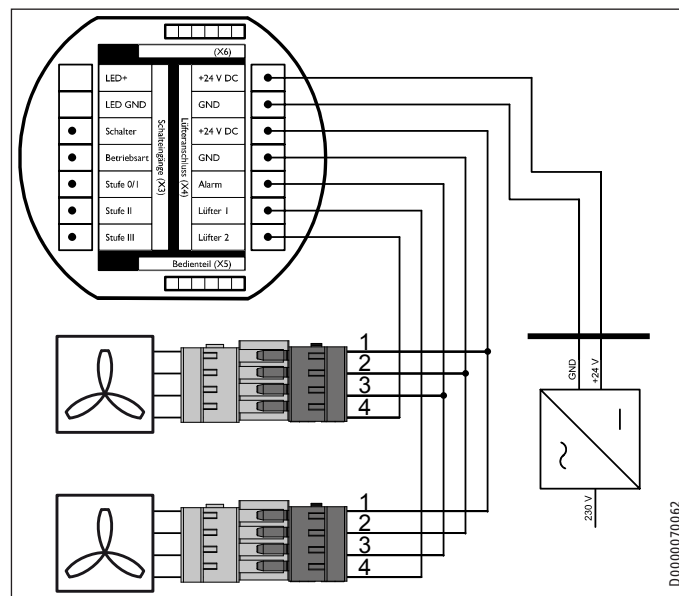 (X6)
LED+
+24 V DC
LED GND
GND
Schalter
+24 V DC
Betriebsart
GND
Stufe 0/I
Alarm
Stufe II
Lüfter 1
Stufe III
Lüfter 2
Schalteingänge (X3)
Lüfteranschluss (X4)
Bedienteil (X5)
1
2
3
4
GND
+24 V
230 V
1
2
3
4
D0000070062